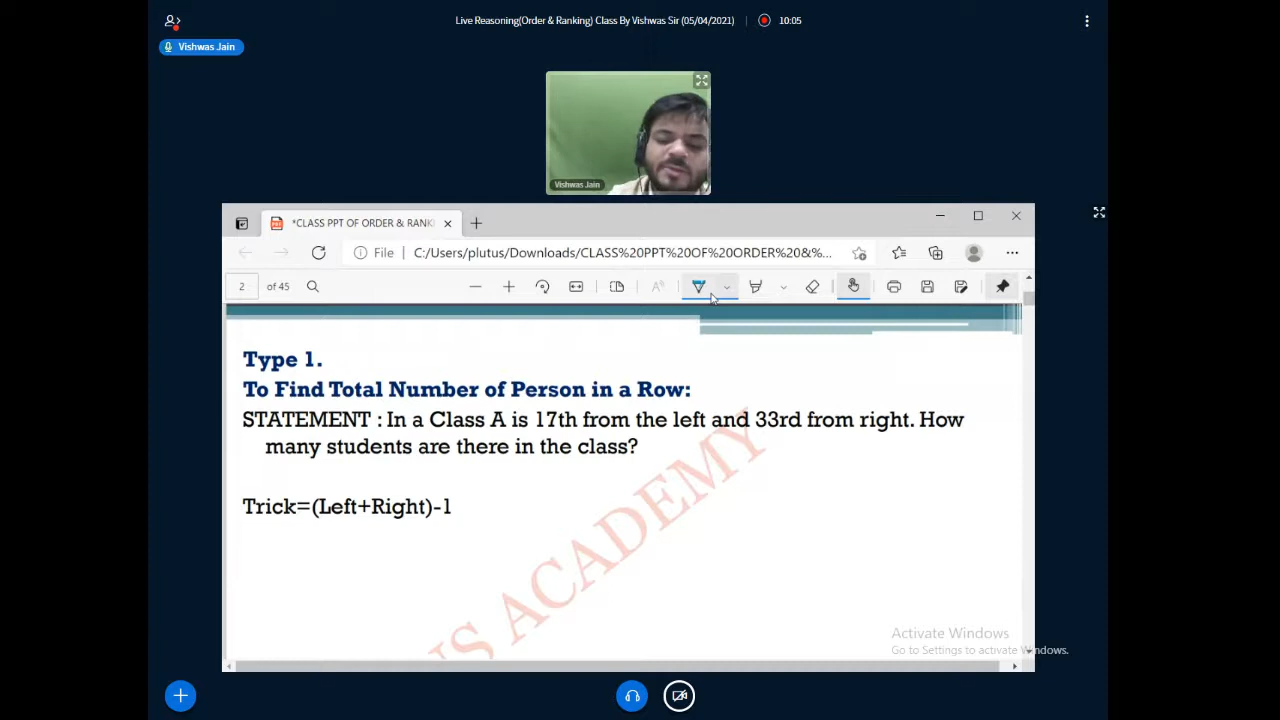 Live Reasoning(Order & Ranking) Class By Vishwas Sir (05/04/2021)
10:05
Vishwas Jain
Vishwas Jain
*CLASS PPT OF ORDER & RANKI
File
C:/Users/plutus/Downloads/CLASS%20PPT%20OF%20ORDER%20&%...
2 of 45
Type 1.
To Find Total Number of Person in a Row:
STATEMENT : In a Class A is 17th from the left and 33rd from right. How
many students are there in the class?
Trick=(Left+Right)-1
NS ACADEMY
Activate Windows
Go to Settings to activate Windows.